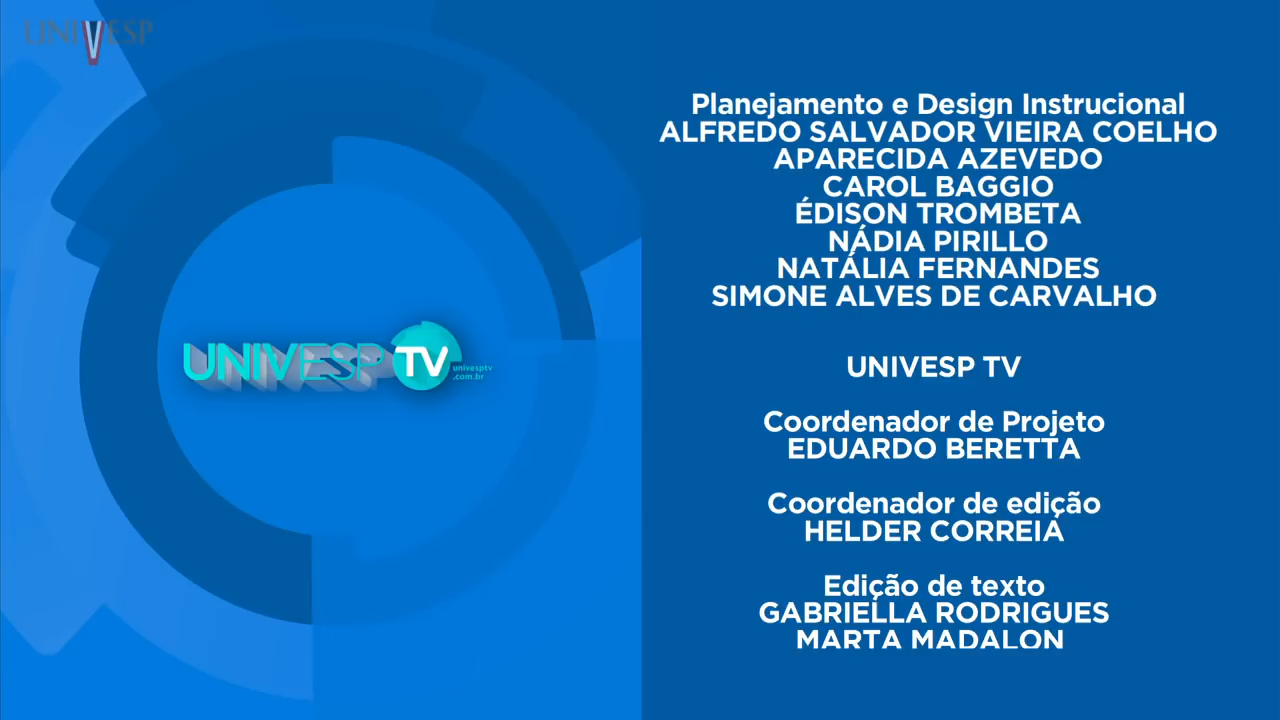 UNIVESP
UNIVESP TV
univesptv
.com.br
Planejamento e Design Instrucional
ALFREDO SALVADOR VIEIRA COELHO
APARECIDA AZEVEDO
CAROL BAGGIO
ÉDISON TROMBETA
NÁDIA PIRILLO
NATÁLIA FERNANDES
SIMONE ALVES DE CARVALHO
UNIVESP TV
Coordenador de Projeto
EDUARDO BERETTA
Coordenador de edição
HELDER CORREIA
Edição de texto
GABRIELLA RODRIGUES
MARTA MADALON